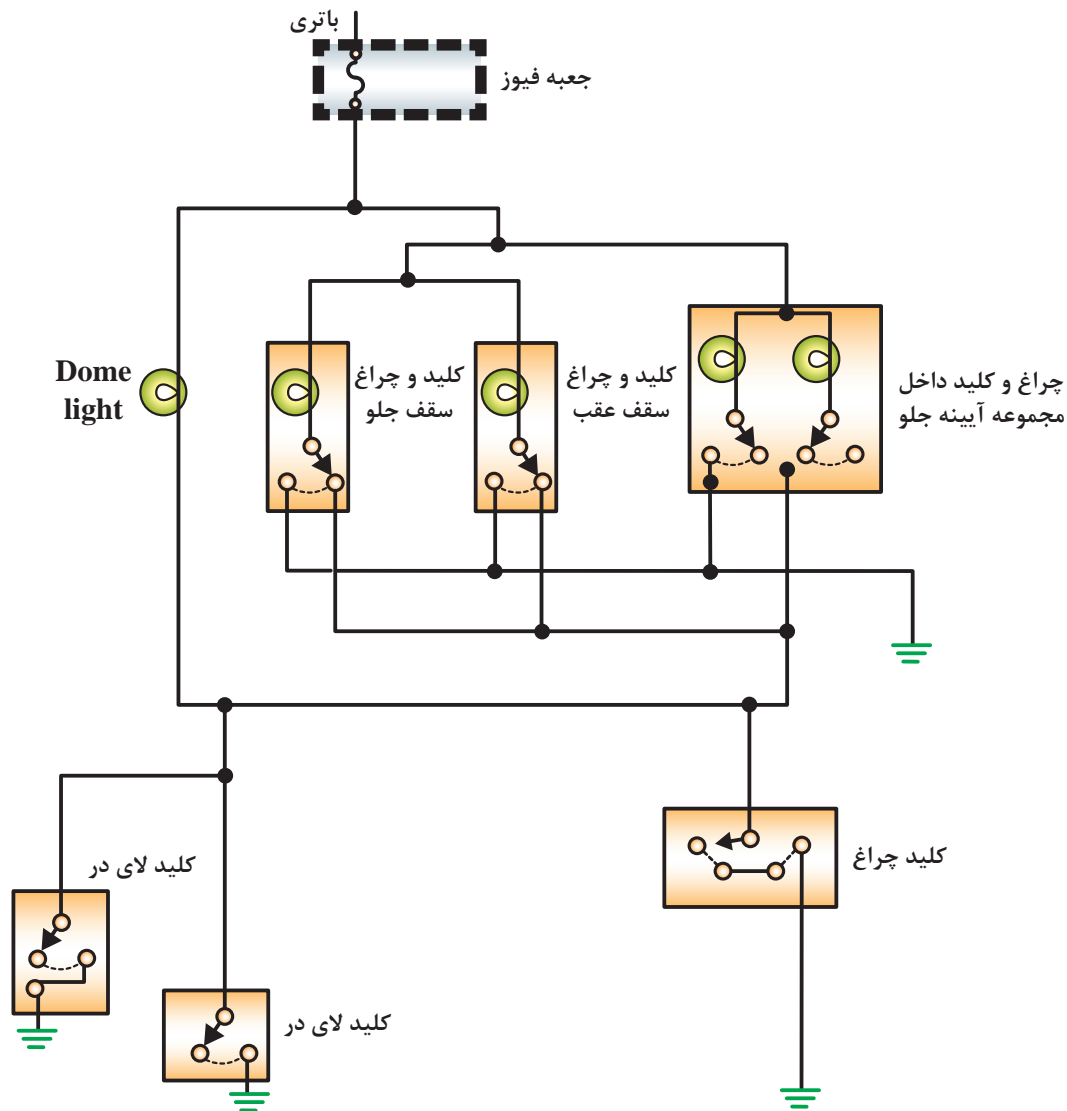 باتری
جعبه فیوز
Dome
light
کلید و چراغ
سقف جلو
کلید و چراغ
سقف عقب
چراغ و کلید داخل
مجموعه آیینه جلو
کلید لای در
کلید چراغ
کلید لای در